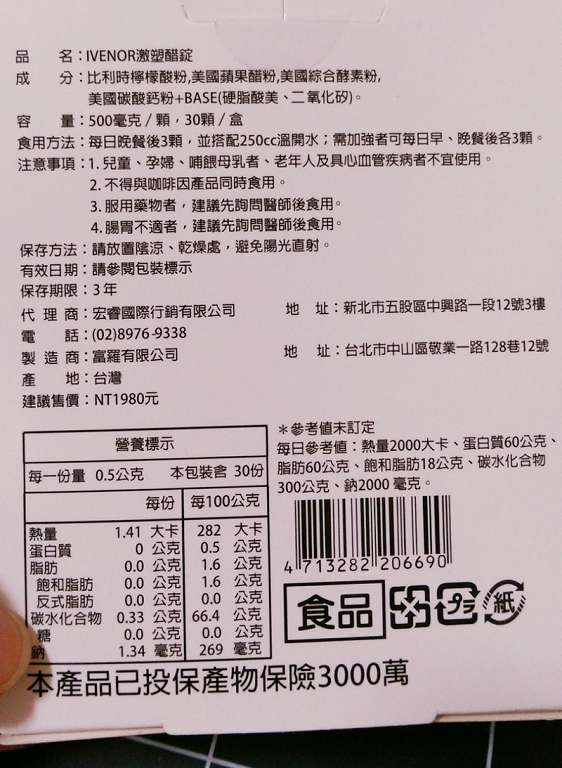 品 名：IVENOR激塑醋錠
成 分：比利時檸檬酸粉,美國蘋果醋粉,美國綜合酵素粉,
美國碳酸鈣粉+BASE(硬脂酸美、二氧化矽)。
容 量：500毫克/顆，30顆/盒
食用方法：每日晚餐後3顆，並搭配250cc溫開水；需加強者可每日早、晚餐後各3顆。
注意事項：1.兒童、孕婦、哺餵母乳者、老年人及具心血管疾病者不宜使用。
2.不得與咖啡因產品同時食用。
3.服用藥物者，建議先詢問醫師後食用。
4.腸胃不適者，建議先詢問醫師後食用。
保存方法：請放置陰涼、乾燥處，避免陽光直射。
有效日期：請參閱包裝標示
保存期限：3年
代 理 商：宏睿國際行銷有限公司 地 址：新北市五股區中興路一段12號3樓
電 話：(02)8976-9338
製 造 商：富羅有限公司 地 址：台北市中山區敬業一路128巷12號
產 地：台灣
建議售價：NT1980元
營養標示
每一份量 0.5公克 本包裝含 30份
每份 每100公克
熱量 1.41 大卡 282 大卡
蛋白質 0 公克 0.5 公克
脂肪 0.0 公克 1.6 公克
飽和脂肪 0.0 公克 1.6 公克
反式脂肪 0.0 公克 0.0 公克
碳水化合物 0.33 公克 66.4 公克
糖 0.0 公克 0.0 公克
鈉 1.34 毫克 269 毫克
＊參考值未訂定
每日參考值：熱量2000大卡、蛋白質60公克、
脂肪60公克、飽和脂肪18公克、碳水化合物
300公克、鈉2000 毫克。
4 713282 206690
食品 プラ 紙
本產品已投保產物保險3000萬